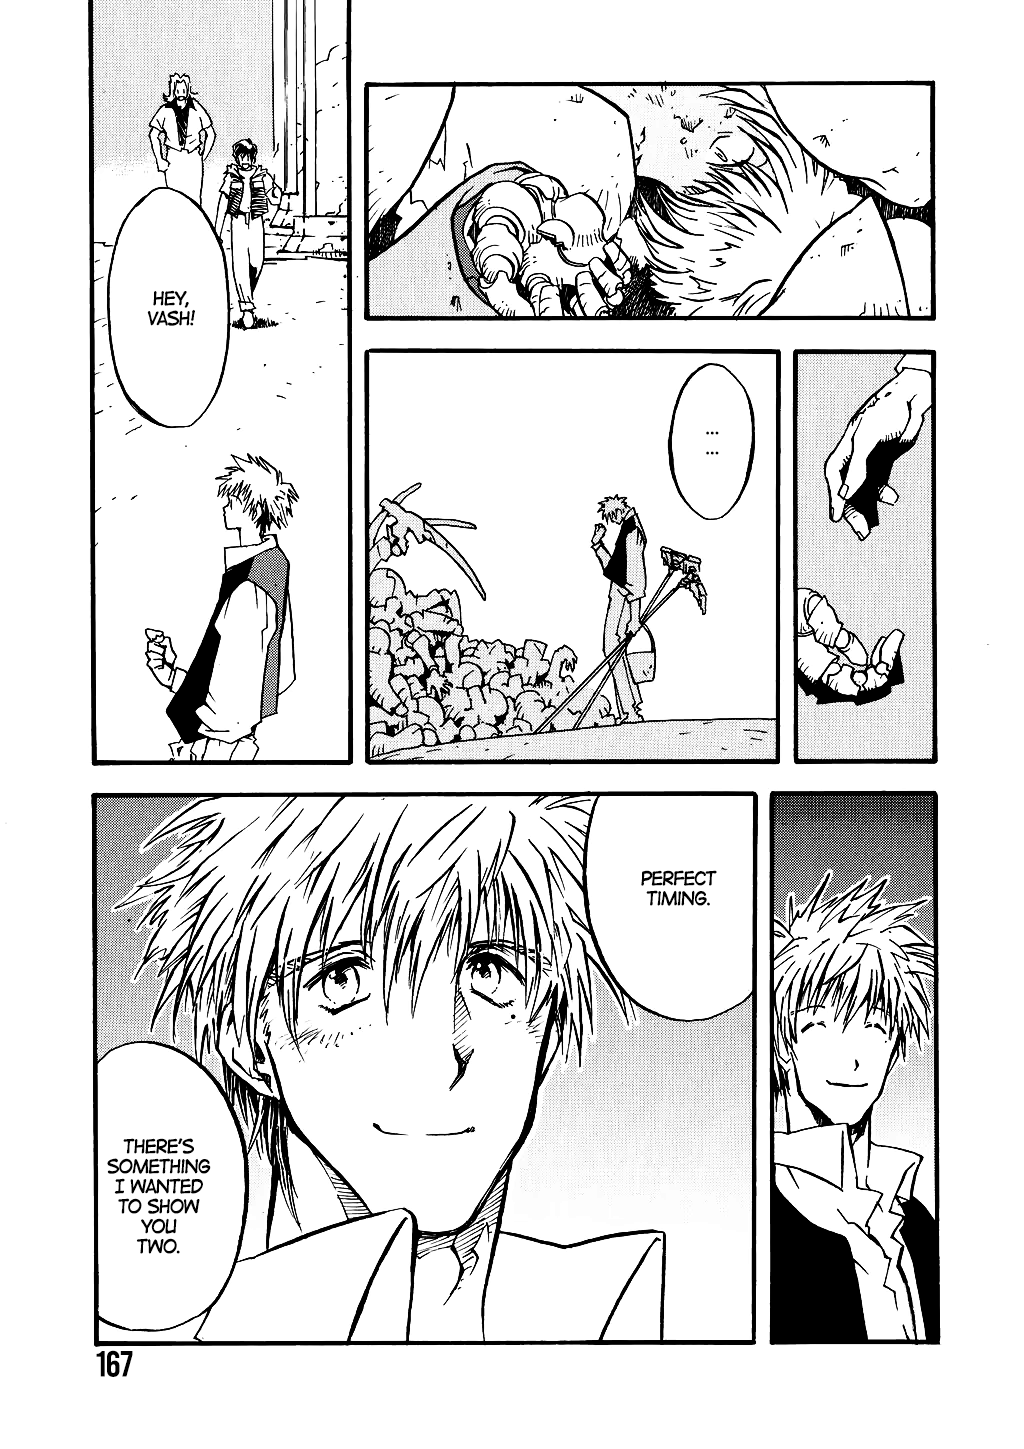 ...
...
HEY,
VASH!
PERFECT
TIMING.
THERE'S
SOMETHING
I WANTED
TO SHOW
YOU
TWO.
167